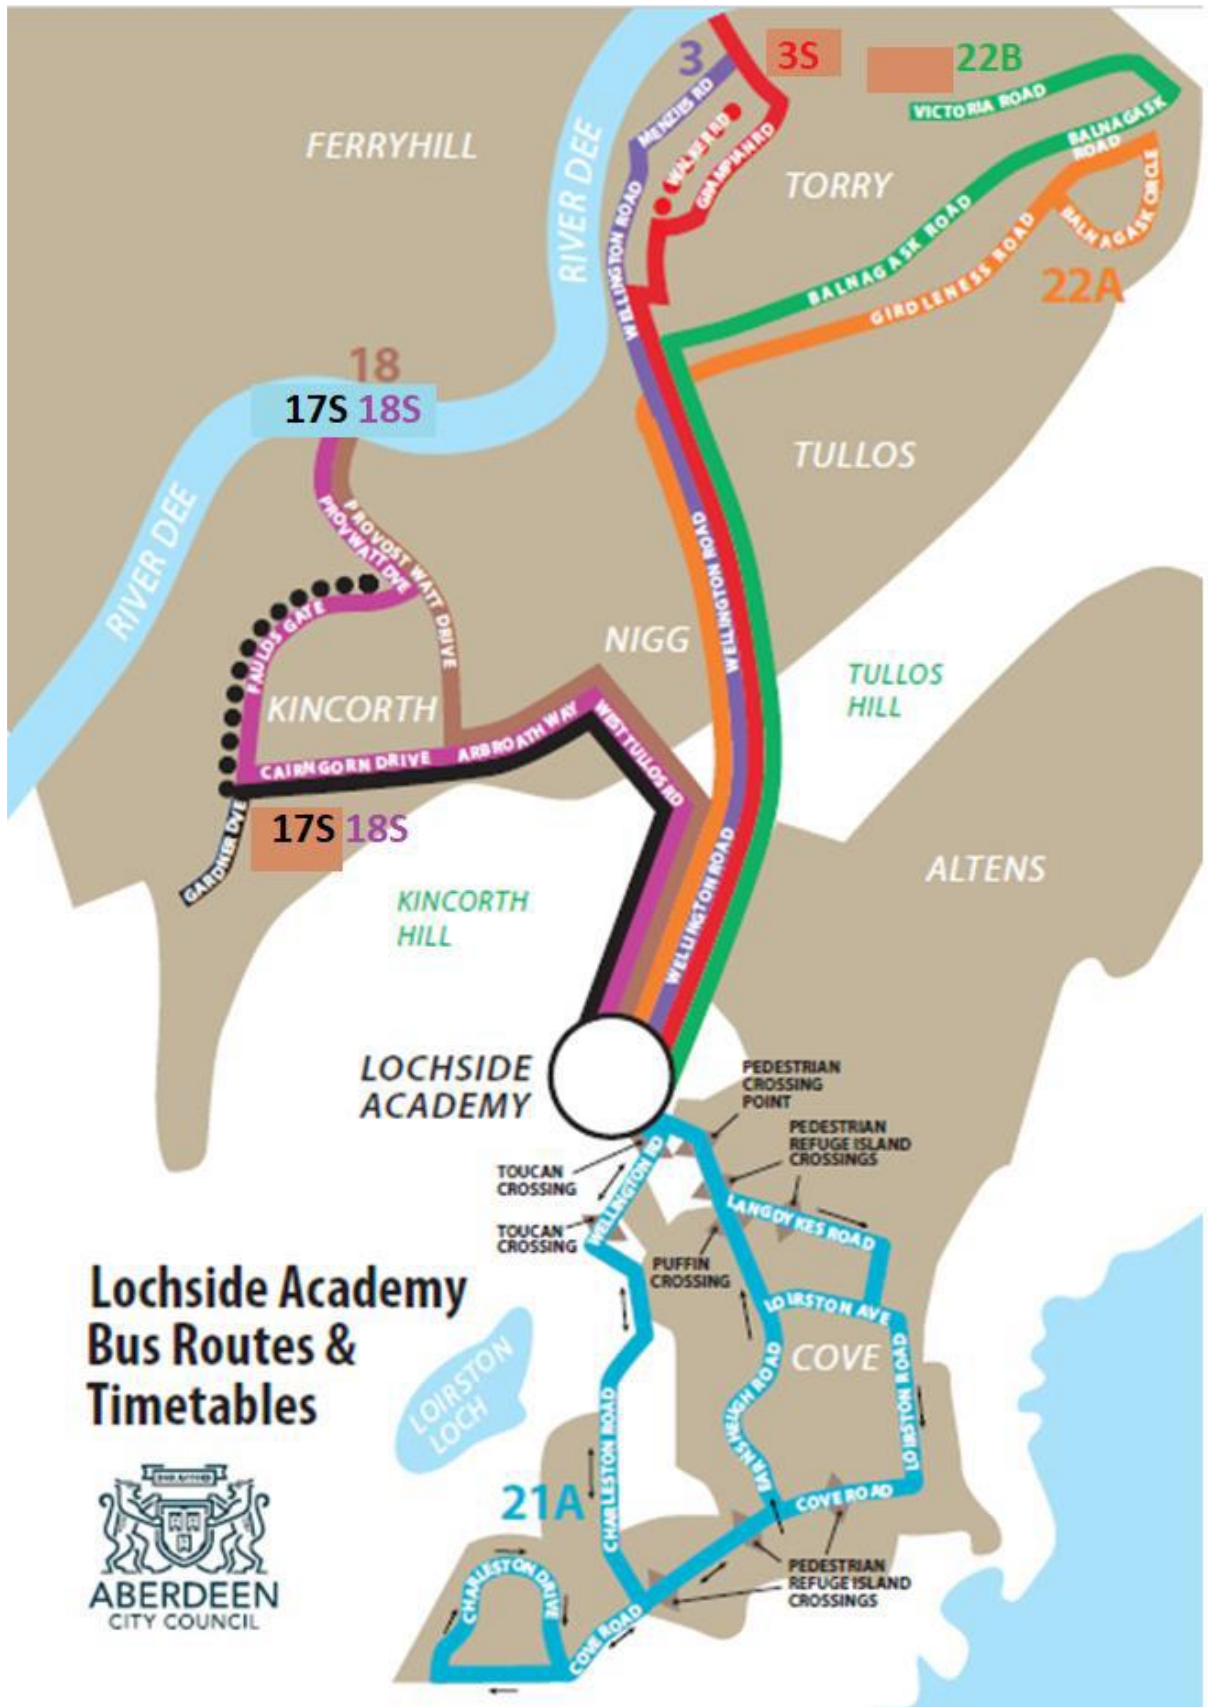 3
3S
22B
VICTORIA ROAD
MENZIES RD
WALKER RD
GRAMPIAN RD
BALNAGASK
ROAD
BALNAGASK CIRCLE
FERRYHILL
RIVER DEE
TORRY
WELLINGTON ROAD
BALNAGASK ROAD
GIRDLENESS ROAD
22A
18
17S 18S
TULLOS
RIVER DEE
PROVOST WATT DRIVE
PROV WATT DVE
WELLINGTON ROAD
FAULDS GATE
NIGG
KINCORTH
TULLOS
HILL
CAIRNGORN DRIVE
ARBROATH WAY
WEST TULLOS RD
17S 18S
GARDNER DVE
WELLINGTON ROAD
ALTENS
KINCORTH
HILL
LOCHSIDE
ACADEMY
PEDESTRIAN
CROSSING
POINT
PEDESTRIAN
REFUGE ISLAND
CROSSINGS
TOUCAN
CROSSING
WELLINGTON RD
LANGDYKES ROAD
TOUCAN
CROSSING
PUFFIN
CROSSING
Lochside Academy
Bus Routes &
Timetables
LOIRSTON AVE
COVE
LOIRSTON
LOCH
LOIRSTON ROAD
EARNSHEUGH ROAD
CHARLESTON ROAD
21A
COVE ROAD
PEDESTRIAN
REFUGE ISLAND
CROSSINGS
CHARLESTON DRIVE
COVE ROAD
ABERDEEN
CITY COUNCIL